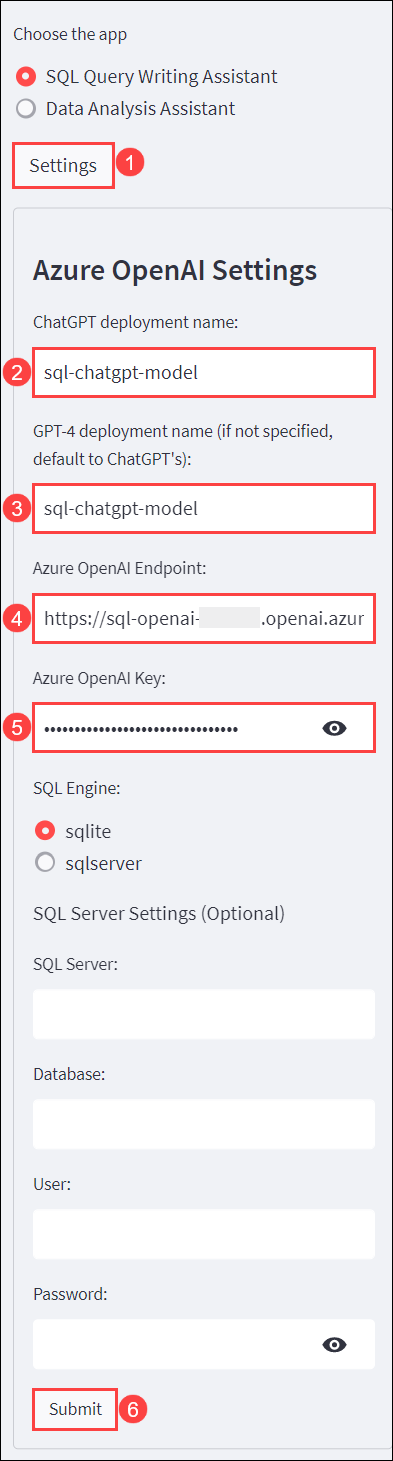 Choose the app
SQL Query Writing Assistant
Data Analysis Assistant
Settings 1
Azure OpenAI Settings
ChatGPT deployment name:
2 sql-chatgpt-model
GPT-4 deployment name (if not specified,
default to ChatGPT's):
3 sql-chatgpt-model
Azure OpenAI Endpoint:
4 https://sql-openai- .openai.azur
Azure OpenAI Key:
5 ••••••••••••••••••••••••••••••••
SQL Engine:
sqlite
sqlserver
SQL Server Settings (Optional)
SQL Server:
Database:
User:
Password:
Submit 6